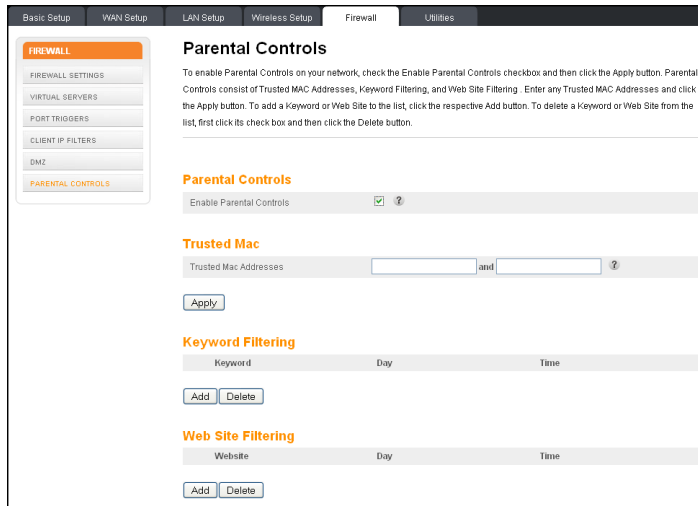 Basic Setup WAN Setup LAN Setup Wireless Setup Firewall Utilities
FIREWALL
FIREWALL SETTINGS
VIRTUAL SERVERS
PORT TRIGGERS
CLIENT IP FILTERS
DMZ
PARENTAL CONTROLS
Parental Controls
To enable Parental Controls on your network, check the Enable Parental Controls checkbox and then click the Apply button. Parental
Controls consist of Trusted MAC Addresses, Keyword Filtering, and Web Site Filtering . Enter any Trusted MAC Addresses and click
the Apply button. To add a Keyword or Web Site to the list, click the respective Add button. To delete a Keyword or Web Site from the
list, first click its check box and then click the Delete button.
Parental Controls
Enable Parental Controls ?
Trusted Mac
Trusted Mac Addresses and ?
Apply
Keyword Filtering
Keyword Day Time
Add Delete
Web Site Filtering
Website Day Time
Add Delete